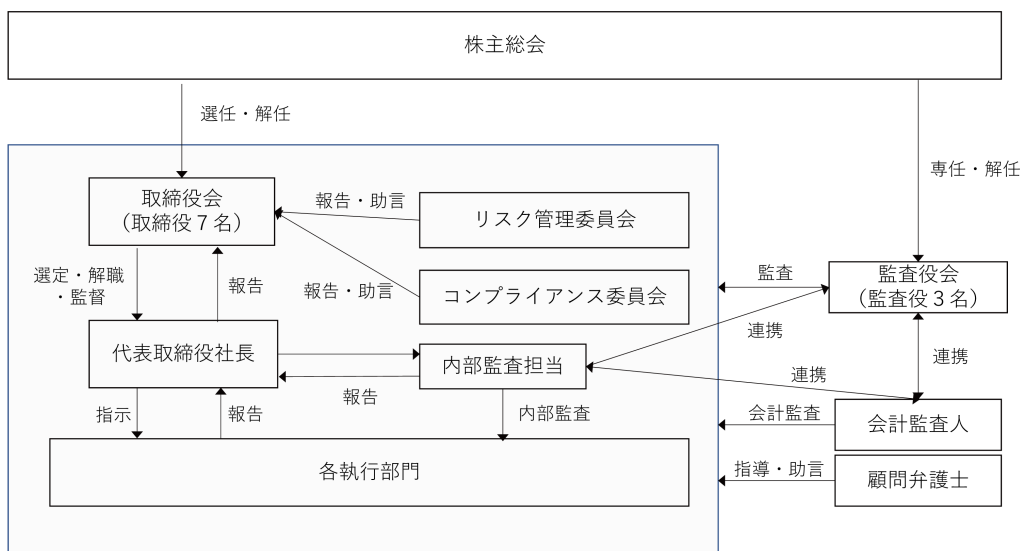 株主総会
選任・解任
専任・解任
取締役会
（取締役７名）
報告・助言
リスク管理委員会
選定・解職
・監督
報告
報告・助言
コンプライアンス委員会
監査
監査役会
（監査役３名）
代表取締役社長
内部監査担当
連携
連携
報告
連携
指示
報告
内部監査
会計監査
会計監査人
各執行部門
指導・助言
顧問弁護士